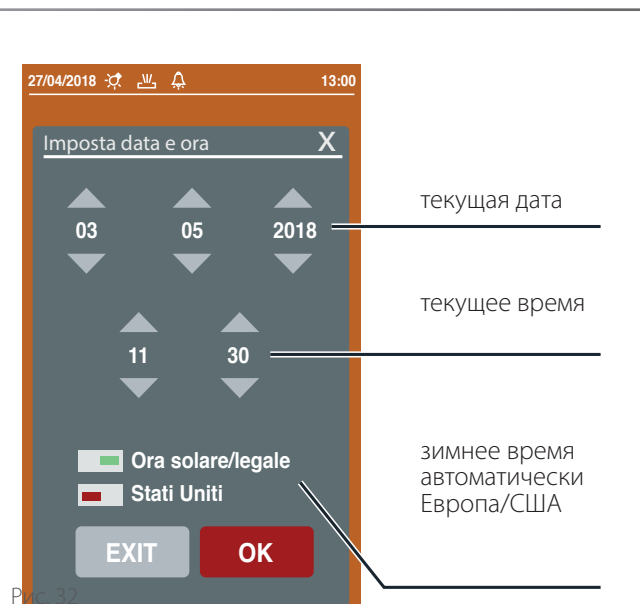 27/04/2018 13:00
Imposta data e ora X
03 05 2018
текущая дата
11 30
текущее время
Ora solare/legale
Stati Uniti
зимнее время
автоматически
Европа/США
EXIT OK
Рис. 32